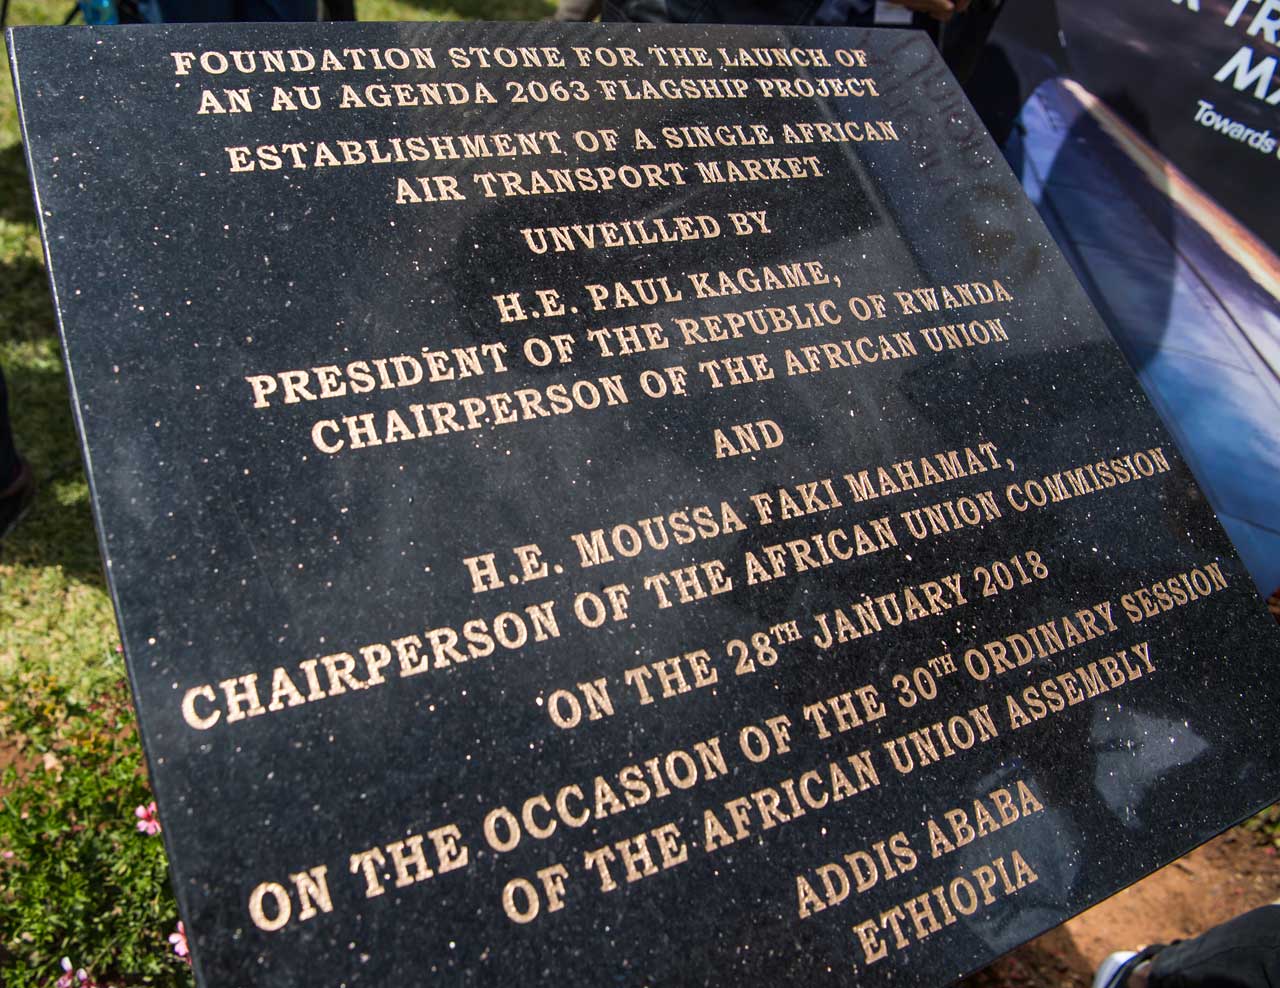 FOUNDATION STONE FOR THE LAUNCH OF
AN AU AGENDA 2063 FLAGSHIP PROJECT
ESTABLISHMENT OF A SINGLE AFRICAN
AIR TRANSPORT MARKET
UNVEILLED BY
H.E. PAUL KAGAME,
PRESIDENT OF THE REPUBLIC OF RWANDA
CHAIRPERSON OF THE AFRICAN UNION
AND
H.E. MOUSSA FAKI MAHAMAT,
CHAIRPERSON OF THE AFRICAN UNION COMMISSION
ON THE 28TH JANUARY 2018
ON THE OCCASION OF THE 30TH ORDINARY SESSION
OF THE AFRICAN UNION ASSEMBLY
ADDIS ABABA
ETHIOPIA
Towards